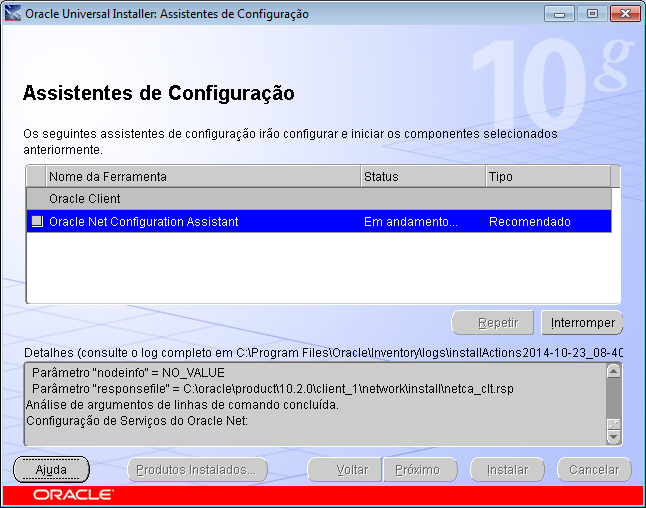 Oracle Universal Installer: Assistentes de Configuração
10g
Assistentes de Configuração
Os seguintes assistentes de configuração irão configurar e iniciar os componentes selecionados
anteriormente.
Nome da Ferramenta Status Tipo
Oracle Client
Oracle Net Configuration Assistant Em andamento... Recomendado
Repetir Interromper
Detalhes (consulte o log completo em C:\Program Files\Oracle\Inventory\logs\installActions2014-10-23_08-40
Parâmetro "nodeinfo" = NO_VALUE
Parâmetro "responsefile" = C:\oracle\product\10.2.0\client_1\network\install\netca_clt.rsp
Análise de argumentos de linhas de comando concluída.
Configuração de Serviços do Oracle Net:
Ajuda Produtos Instalados... Voltar Próximo Instalar Cancelar
ORACLE